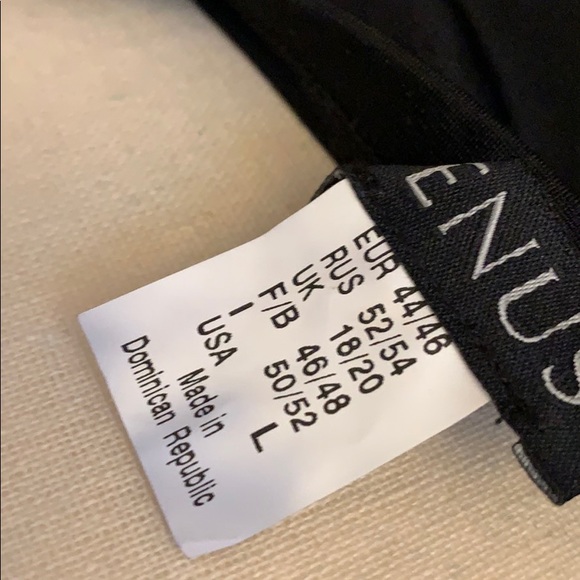 ENUS
EUR 44/46
RUS 52/54
UK 18/20
F/B 46/48
I 50/52
USA L
Made in
Dominican Republic